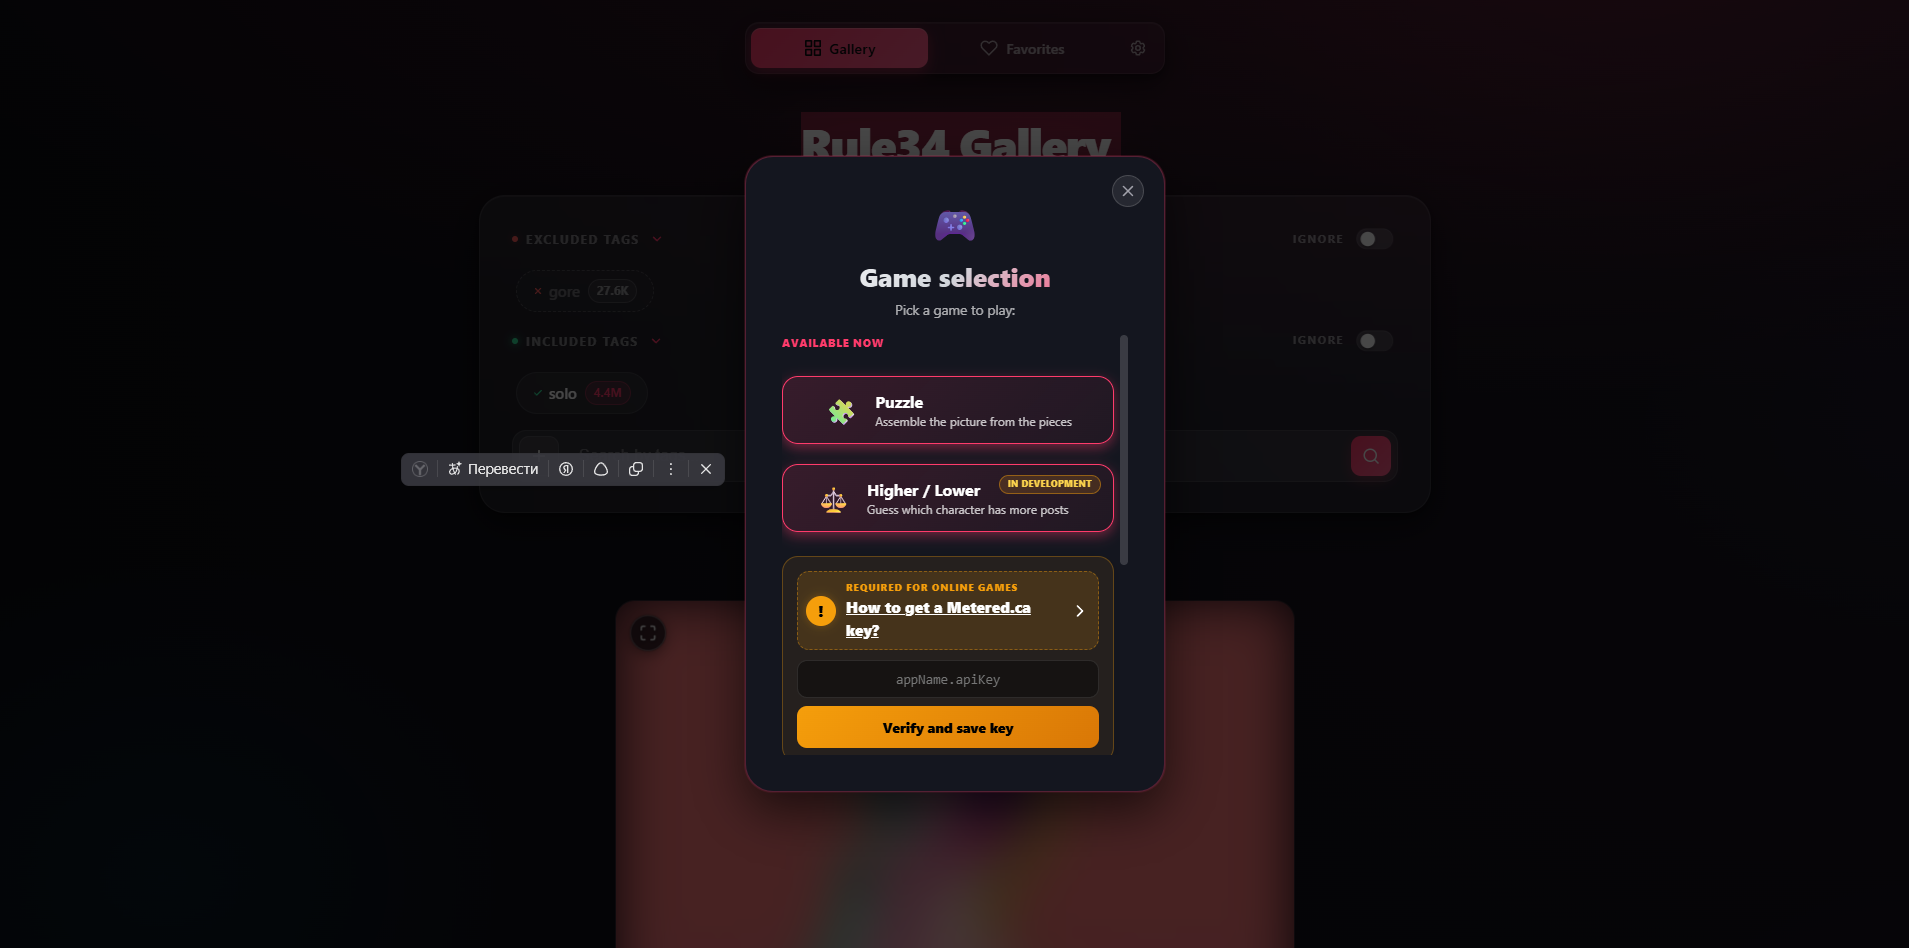 Gallery
Favorites
Rule34 Gallery
EXCLUDED TAGS
IGNORE
gore 27.6K
INCLUDED TAGS
IGNORE
solo 4.4M
Перевести
Game selection
Pick a game to play:
AVAILABLE NOW
Puzzle
Assemble the picture from the pieces
Higher / Lower
IN DEVELOPMENT
Guess which character has more posts
REQUIRED FOR ONLINE GAMES
How to get a Metered.ca
key?
appName.apiKey
Verify and save key